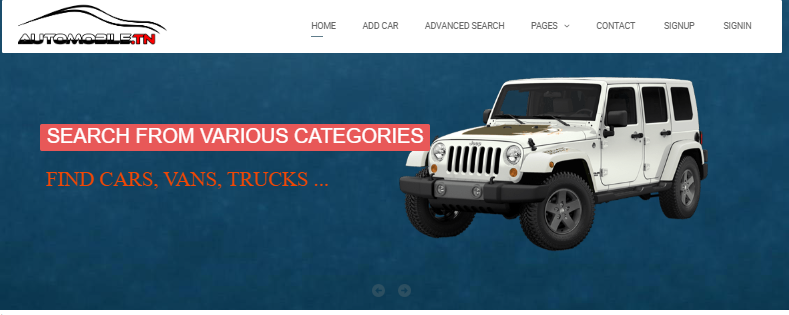 AUTOMOBILE.TN
HOME ADD CAR ADVANCED SEARCH PAGES CONTACT SIGNUP SIGNIN
SEARCH FROM VARIOUS CATEGORIES
FIND CARS, VANS, TRUCKS ...
Jeep